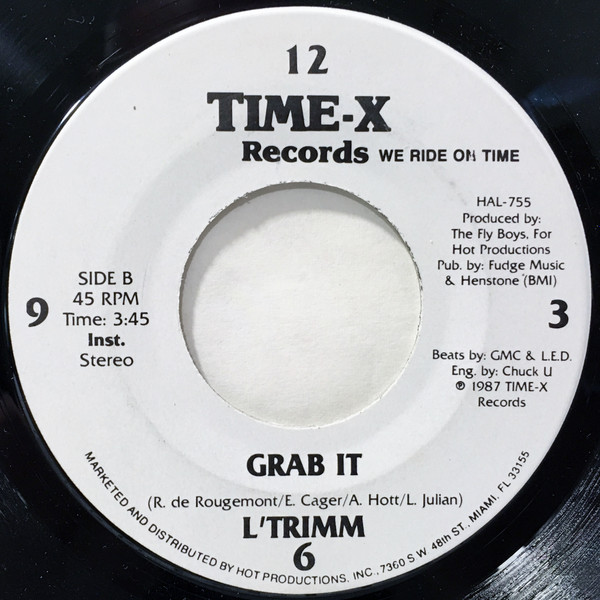 12
TIME-X
Records WE RIDE ON TIME
HAL-755
Produced by:
The Fly Boys, For
Hot Productions
Pub. by: Fudge Music
& Henstone (BMI)
SIDE B
45 RPM
Time: 3:45
Inst.
Stereo
9
3
Beats by: GMC & L.E.D.
Eng. by: Chuck U
℗ 1987 TIME-X
Records
GRAB IT
(R. de Rougemont/E. Cager/A. Hott/L. Julian)
L'TRIMM
6
MARKETED AND DISTRIBUTED BY HOT PRODUCTIONS. INC., 7360 S W 48th ST., MIAMI, FL 33155